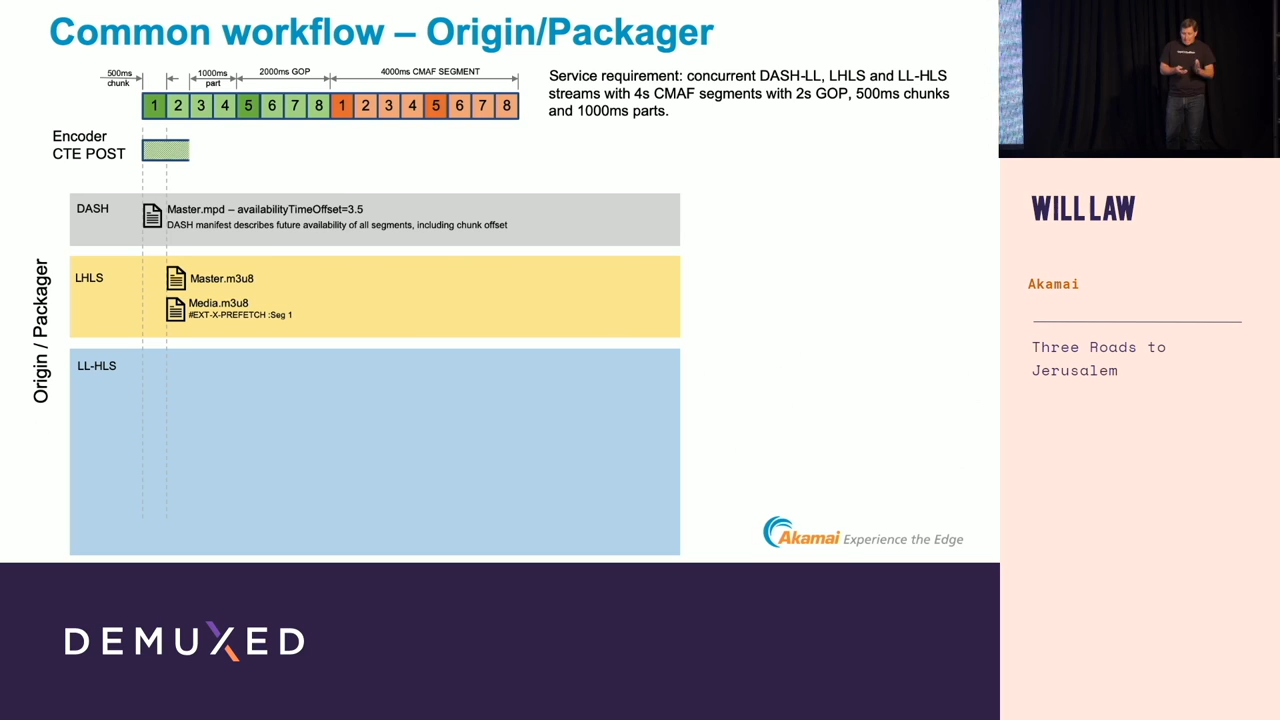 Common workflow – Origin/Packager
500ms chunk
1000ms part
2000ms GOP
4000ms CMAF SEGMENT
1 2 3 4 5 6 7 8 1 2 3 4 5 6 7 8
Service requirement: concurrent DASH-LL, LHLS and LL-HLS
streams with 4s CMAF segments with 2s GOP, 500ms chunks
and 1000ms parts.
Encoder
CTE POST
Origin / Packager
DASH
Master.mpd – availabilityTimeOffset=3.5
DASH manifest describes future availability of all segments, including chunk offset
LHLS
Master.m3u8
Media.m3u8
#EXT-X-PREFETCH :Seg 1
LL-HLS
Akamai Experience the Edge
WILL LAW
Akamai
Three Roads to
Jerusalem
DEMUXED